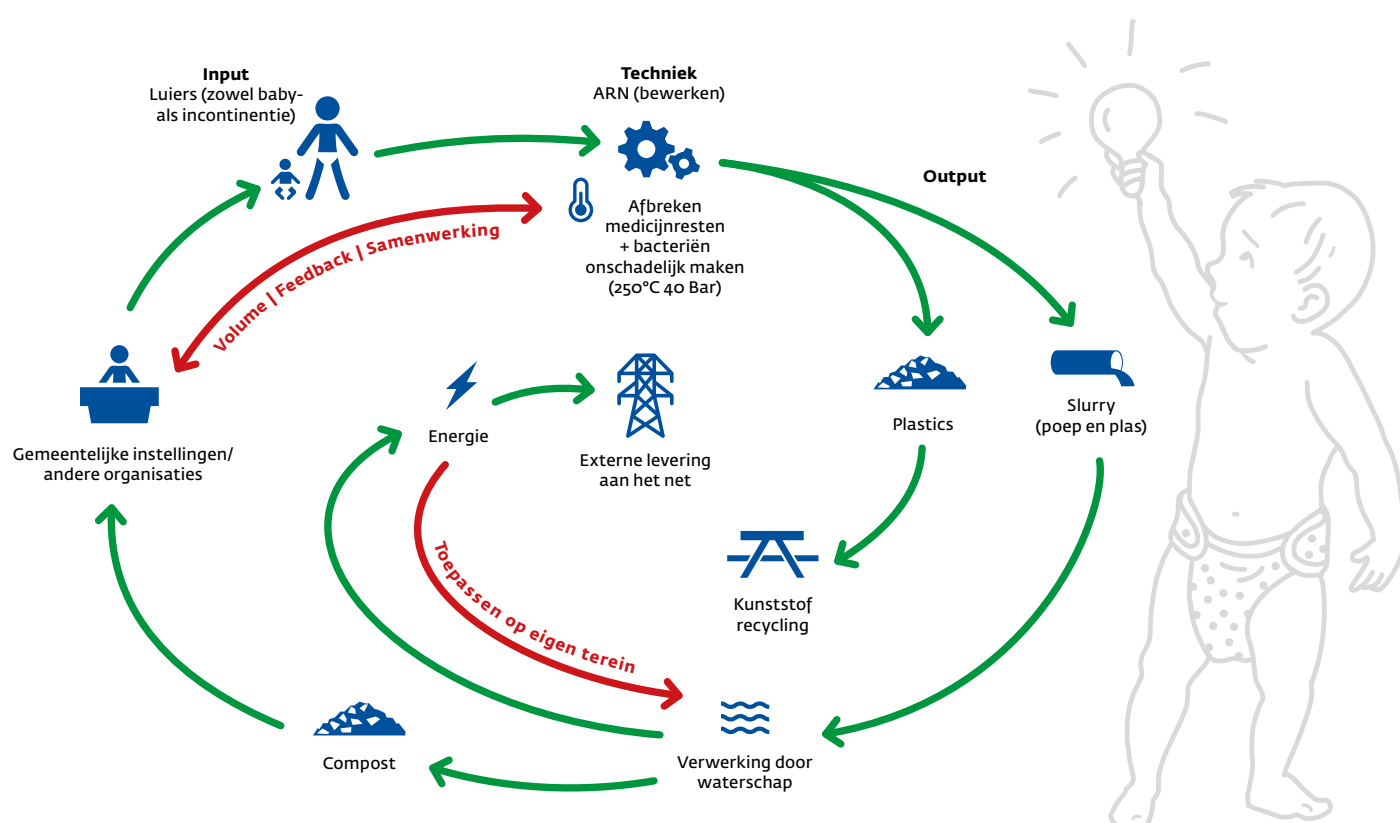 Input
Luiers (zowel baby-
als incontinentie)
Techniek
ARN (bewerken)
Output
Afbreken
medicijnresten
+ bacteriën
onschadelijk maken
(250°C 40 Bar)
Volume | Feedback | Samenwerking
Gemeentelijke instellingen/
andere organisaties
Energie
Externe levering
aan het net
Plastics
Slurry
(poep en plas)
Toepassen op eigen terein
Kunststof
recycling
Compost
Verwerking door
waterschap